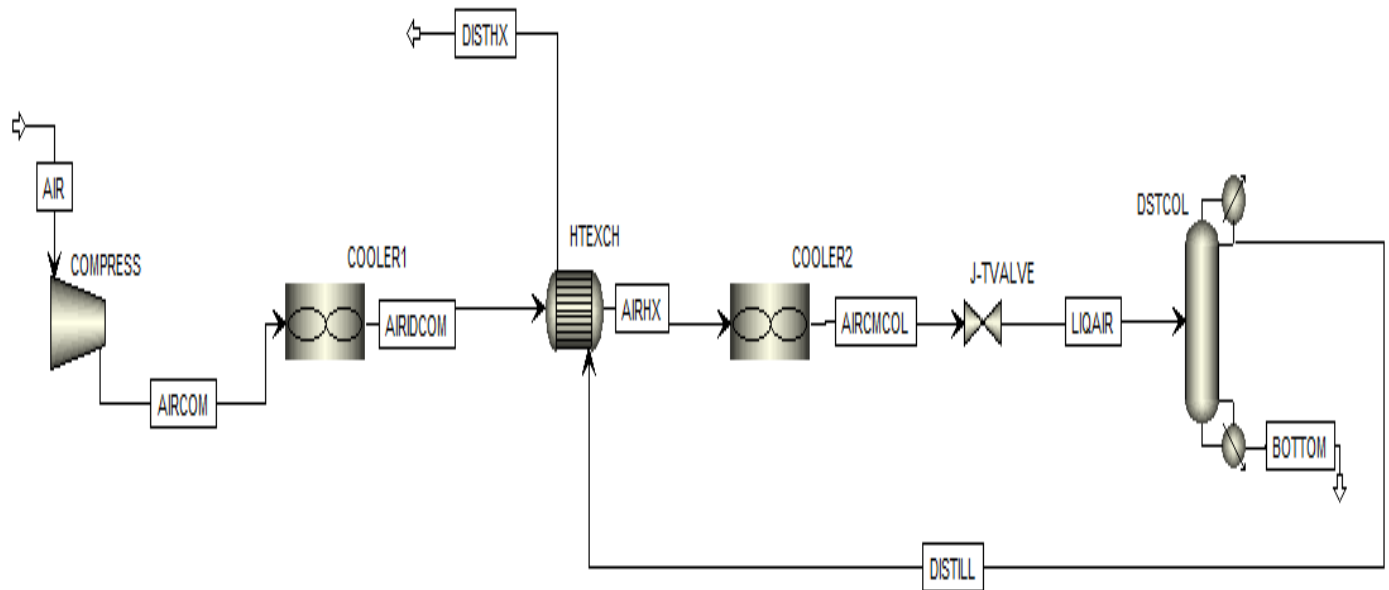 DISTHX
AIR
COMPRESS
COOLER1
HTEXCH
COOLER2
J-TVALVE
DSTCOL
AIRIDCOM
AIRHX
AIRCMCOL
LIQAIR
AIRCOM
BOTTOM
DISTILL